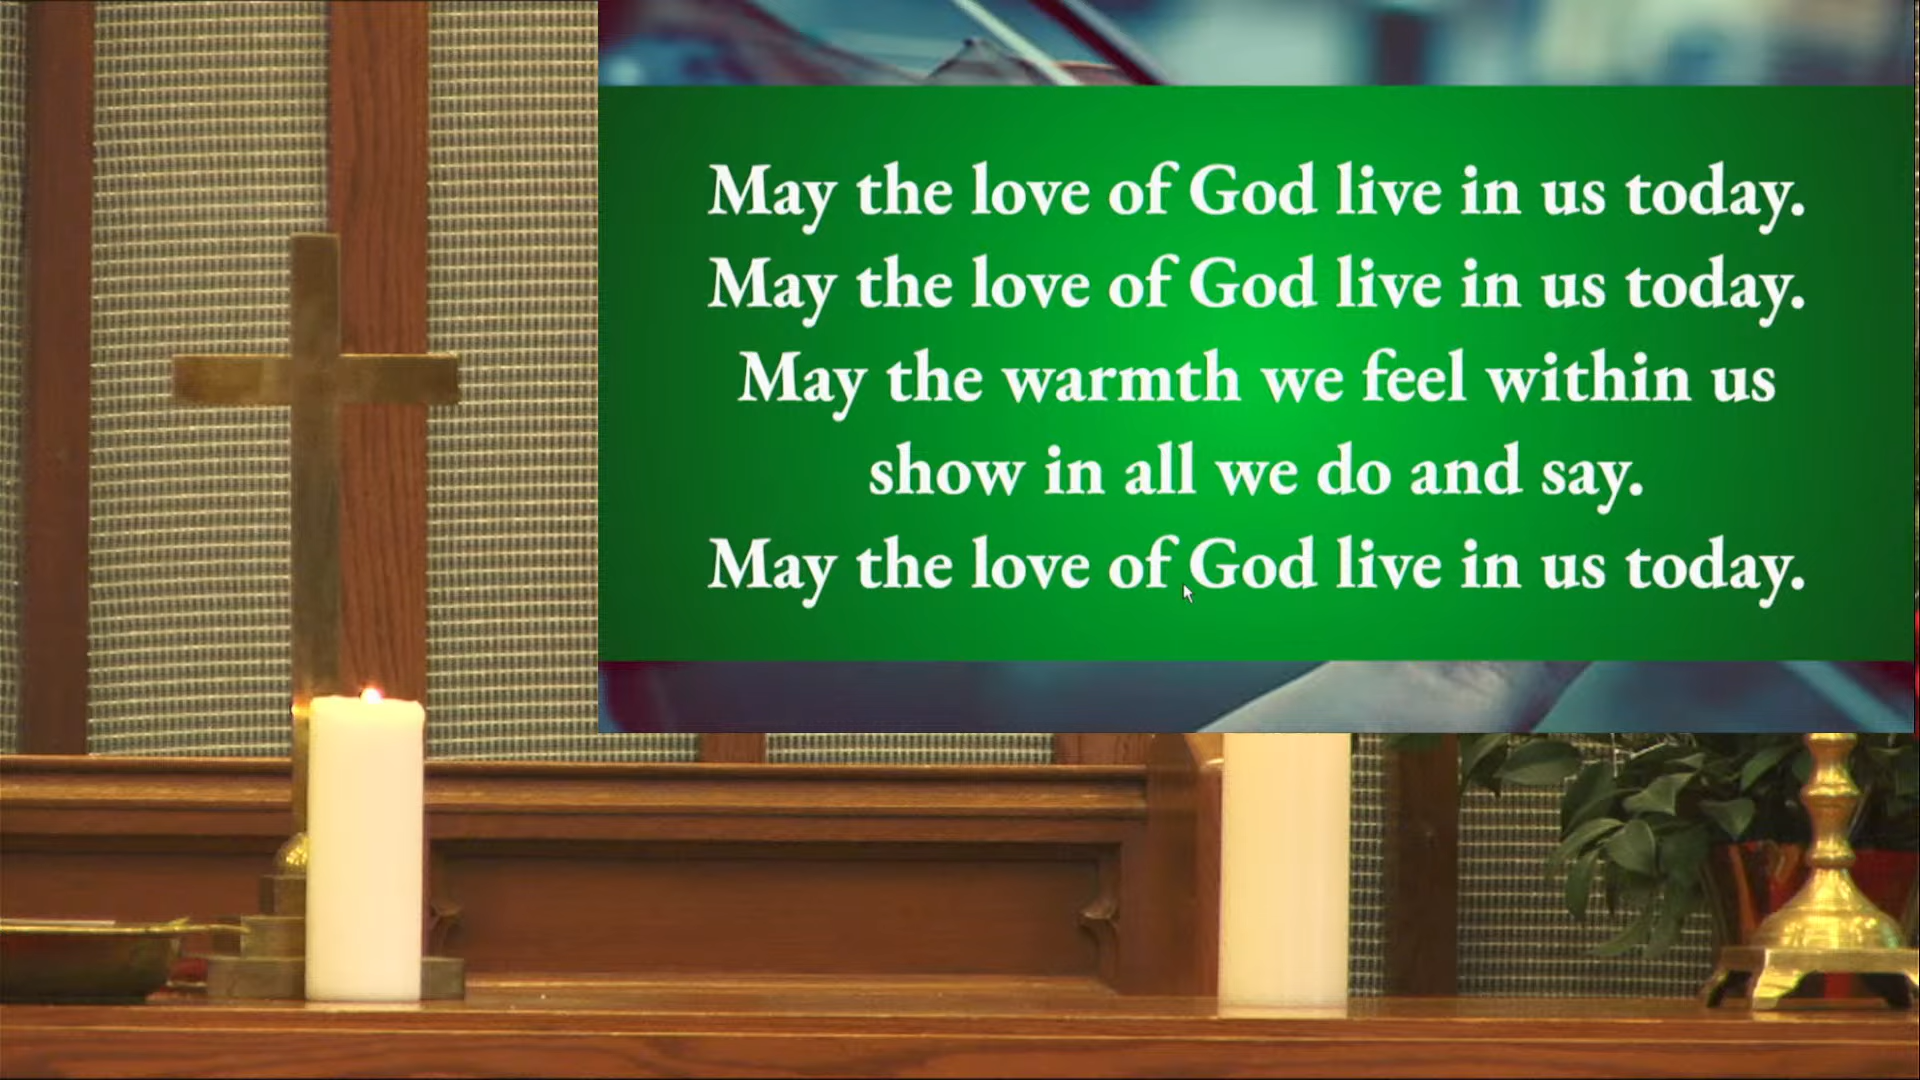 May the love of God live in us today.
May the love of God live in us today.
May the warmth we feel within us
show in all we do and say.
May the love of God live in us today.